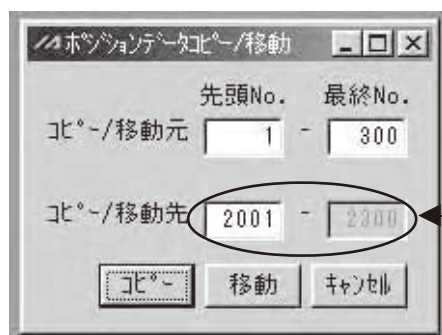 ﾎﾟｼﾞｼｮﾝﾃﾞｰﾀｺﾋﾟｰ/移動
先頭No. 最終No.
ｺﾋﾟｰ/移動元 1 - 300
ｺﾋﾟｰ/移動先 2001 - 2300
ｺﾋﾟｰ 移動 ｷｬﾝｾﾙ